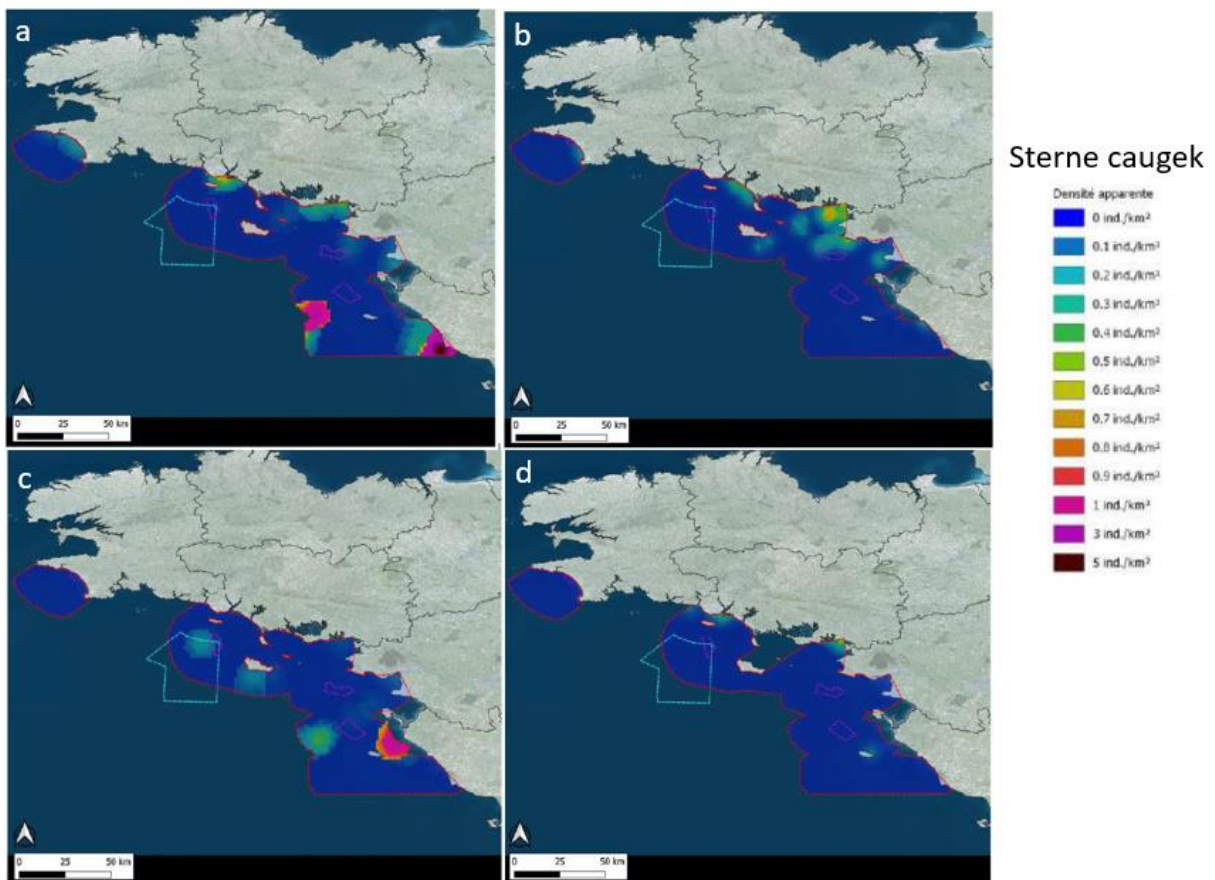 a
b
0 25 50 km
0 25 50 km
c
d
0 25 50 km
0 25 50 km
Sterne caugek
Densité apparente
0 ind./km²
0.1 ind./km²
0.2 ind./km²
0.3 ind./km²
0.4 ind./km²
0.5 ind./km²
0.6 ind./km²
0.7 ind./km²
0.8 ind./km²
0.9 ind./km²
1 ind./km²
3 ind./km²
5 ind./km²